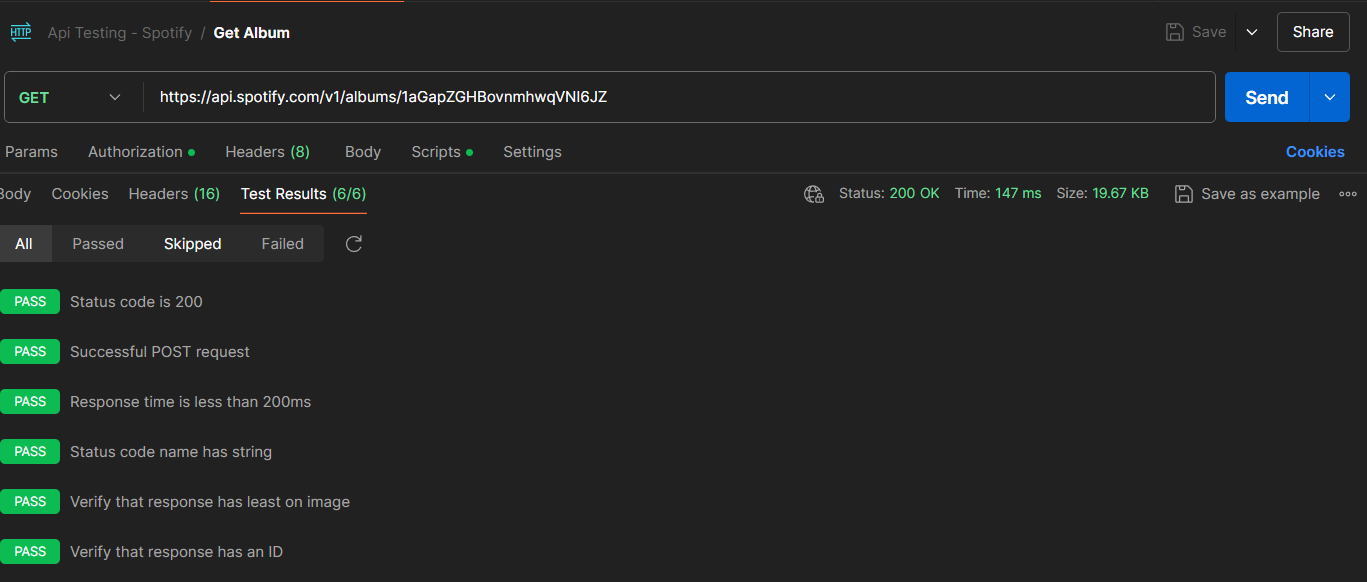 HTTP Api Testing - Spotify / Get Album Save Share
GET https://api.spotify.com/v1/albums/1aGapZGHBovnmhwqVNI6JZ Send
Params Authorization Headers (8) Body Scripts Settings Cookies
Body Cookies Headers (16) Test Results (6/6) Status: 200 OK Time: 147 ms Size: 19.67 KB Save as example
All Passed Skipped Failed
PASS Status code is 200
PASS Successful POST request
PASS Response time is less than 200ms
PASS Status code name has string
PASS Verify that response has least on image
PASS Verify that response has an ID